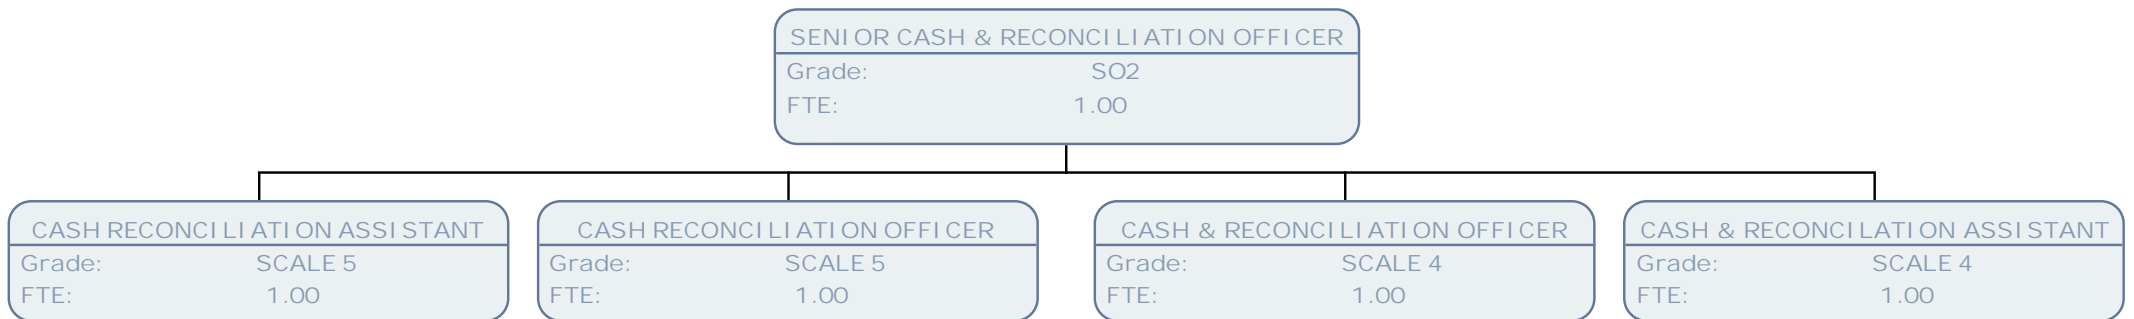 SENIOR CASH & RECONCILIATION OFFICER
Grade: SO2
FTE: 1.00
CASH RECONCILIATION ASSISTANT
Grade: SCALE 5
FTE: 1.00
CASH RECONCILIATION OFFICER
Grade: SCALE 5
FTE: 1.00
CASH & RECONCILIATION OFFICER
Grade: SCALE 4
FTE: 1.00
CASH & RECONCILATION ASSISTANT
Grade: SCALE 4
FTE: 1.00